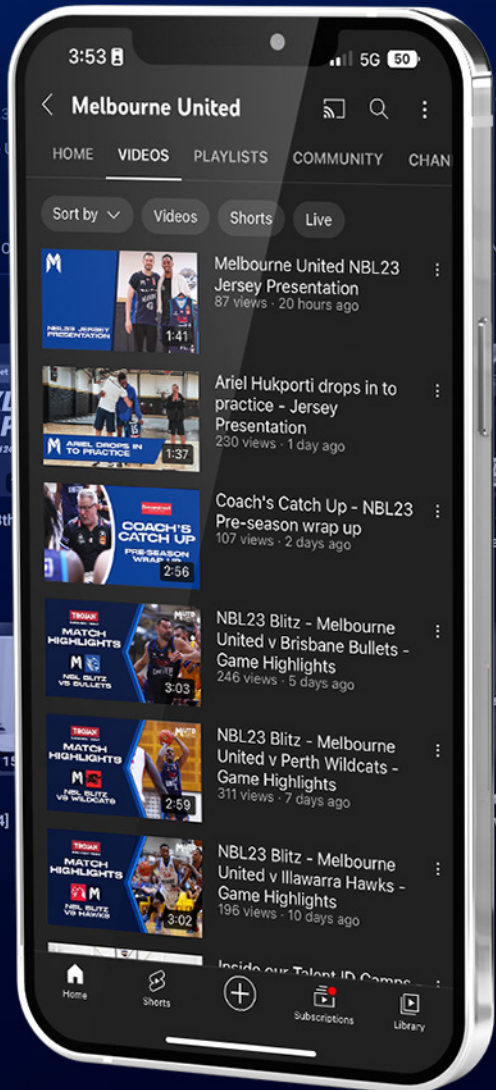 3:53
5G 50
Melbourne United
HOME VIDEOS PLAYLISTS COMMUNITY CHAN
Sort by Videos Shorts Live
M
NBL23 JERSEY
PRESENTATION
1:41
Melbourne United NBL23
Jersey Presentation
87 views · 20 hours ago
M ARIEL DROPS IN
TO PRACTICE
1:37
Ariel Hukporti drops in to
practice - Jersey
Presentation
230 views · 1 day ago
COACH'S
CATCH UP
PRE-SEASON
WRAP UP
2:56
Coach's Catch Up - NBL23
Pre-season wrap up
107 views · 2 days ago
TROJAN
MATCH
HIGHLIGHTS
M
NBL BLITZ
VS BULLETS
MUTD
3:03
NBL23 Blitz - Melbourne
United v Brisbane Bullets -
Game Highlights
246 views · 5 days ago
TROJAN
MATCH
HIGHLIGHTS
M
NBL BLITZ
VS WILDCATS
MUTD
2:59
NBL23 Blitz - Melbourne
United v Perth Wildcats -
Game Highlights
311 views · 7 days ago
TROJAN
MATCH
HIGHLIGHTS
M
NBL BLITZ
VS HAWKS
3:02
NBL23 Blitz - Melbourne
United v Illawarra Hawks -
Game Highlights
196 views · 10 days ago
Inside our Talent ID Camps
Home Shorts Subscriptions Library